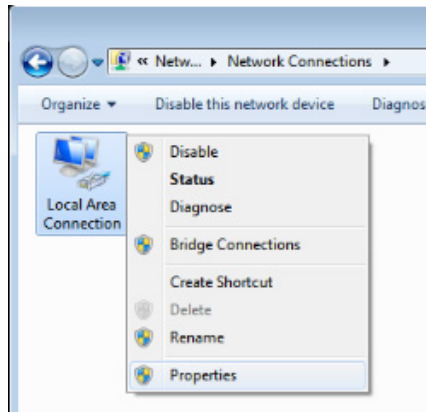 « Netw... ▸ Network Connections ▸
Organize ▾ Disable this network device Diagnos
Local Area
Connection
Disable
Status
Diagnose
Bridge Connections
Create Shortcut
Delete
Rename
Properties